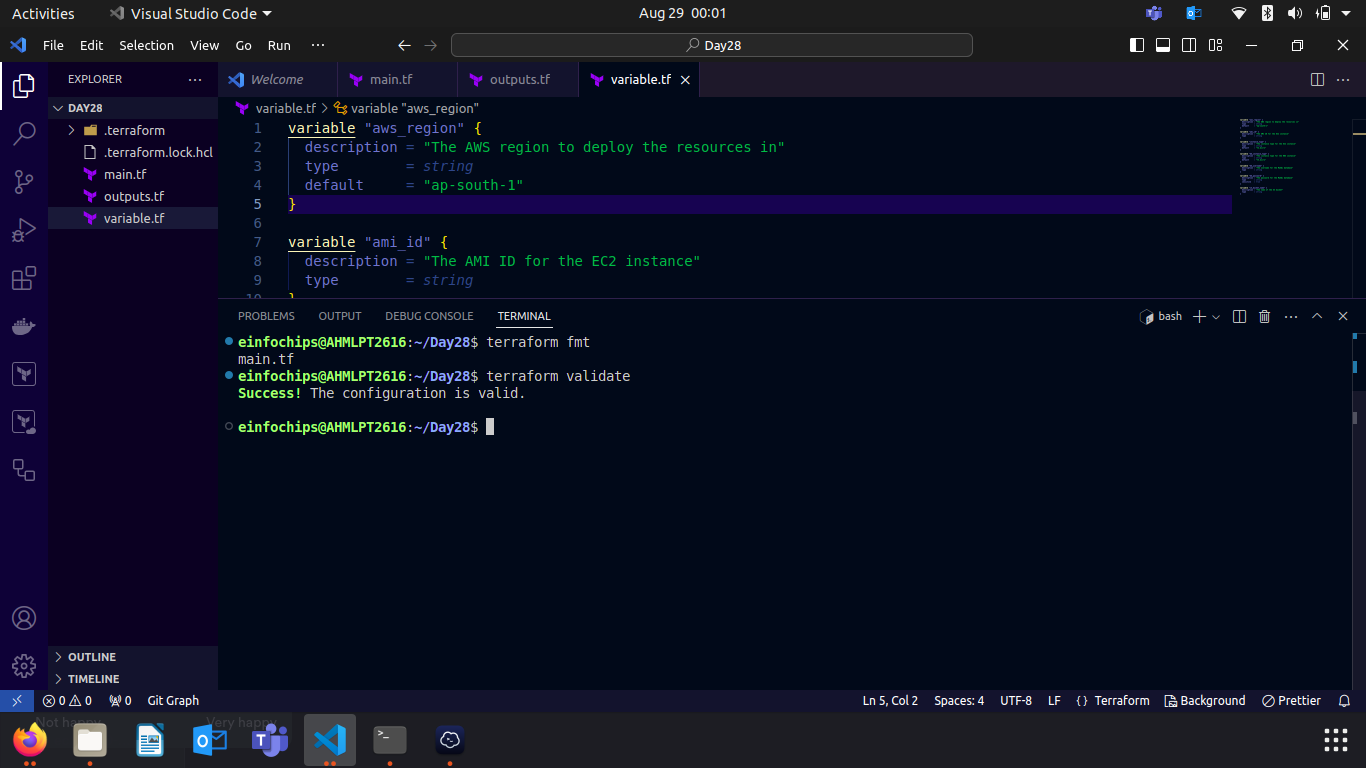 Activities Visual Studio Code Aug 29 00:01
File Edit Selection View Go Run ··· Day28
EXPLORER ···
Welcome main.tf outputs.tf variable.tf
DAY28
.terraform
.terraform.lock.hcl
main.tf
outputs.tf
variable.tf
variable.tf > variable "aws_region"
1 variable "aws_region" {
2 description = "The AWS region to deploy the resources in"
3 type = string
4 default = "ap-south-1"
5 }
6
7 variable "ami_id" {
8 description = "The AMI ID for the EC2 instance"
9 type = string
10 }
PROBLEMS OUTPUT DEBUG CONSOLE TERMINAL
bash
einfochips@AHMLPT2616:~/Day28$ terraform fmt
main.tf
einfochips@AHMLPT2616:~/Day28$ terraform validate
Success! The configuration is valid.
einfochips@AHMLPT2616:~/Day28$
OUTLINE
TIMELINE
0 0 0 Git Graph Ln 5, Col 2 Spaces: 4 UTF-8 LF {} Terraform Background Prettier
Not happy Very happy